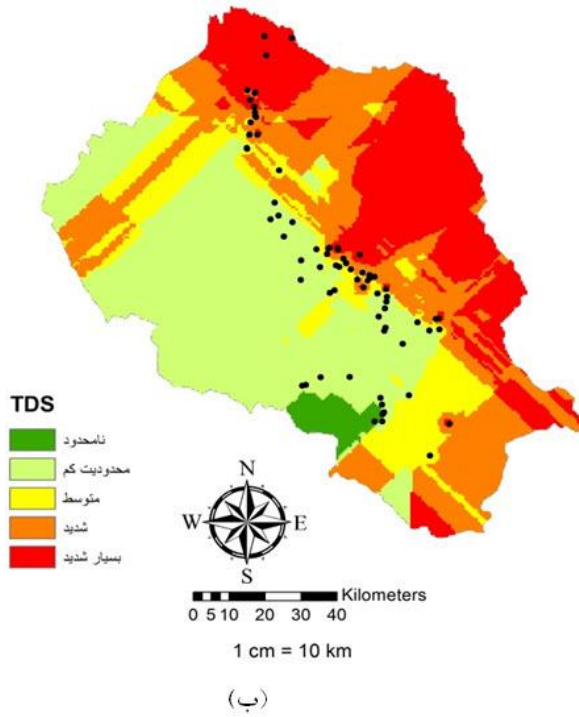 TDS
نامحدود
محدودیت کم
متوسط
شدید
بسیار شدید
N
W E
S
Kilometers
0 5 10 20 30 40
1 cm = 10 km
(ب)